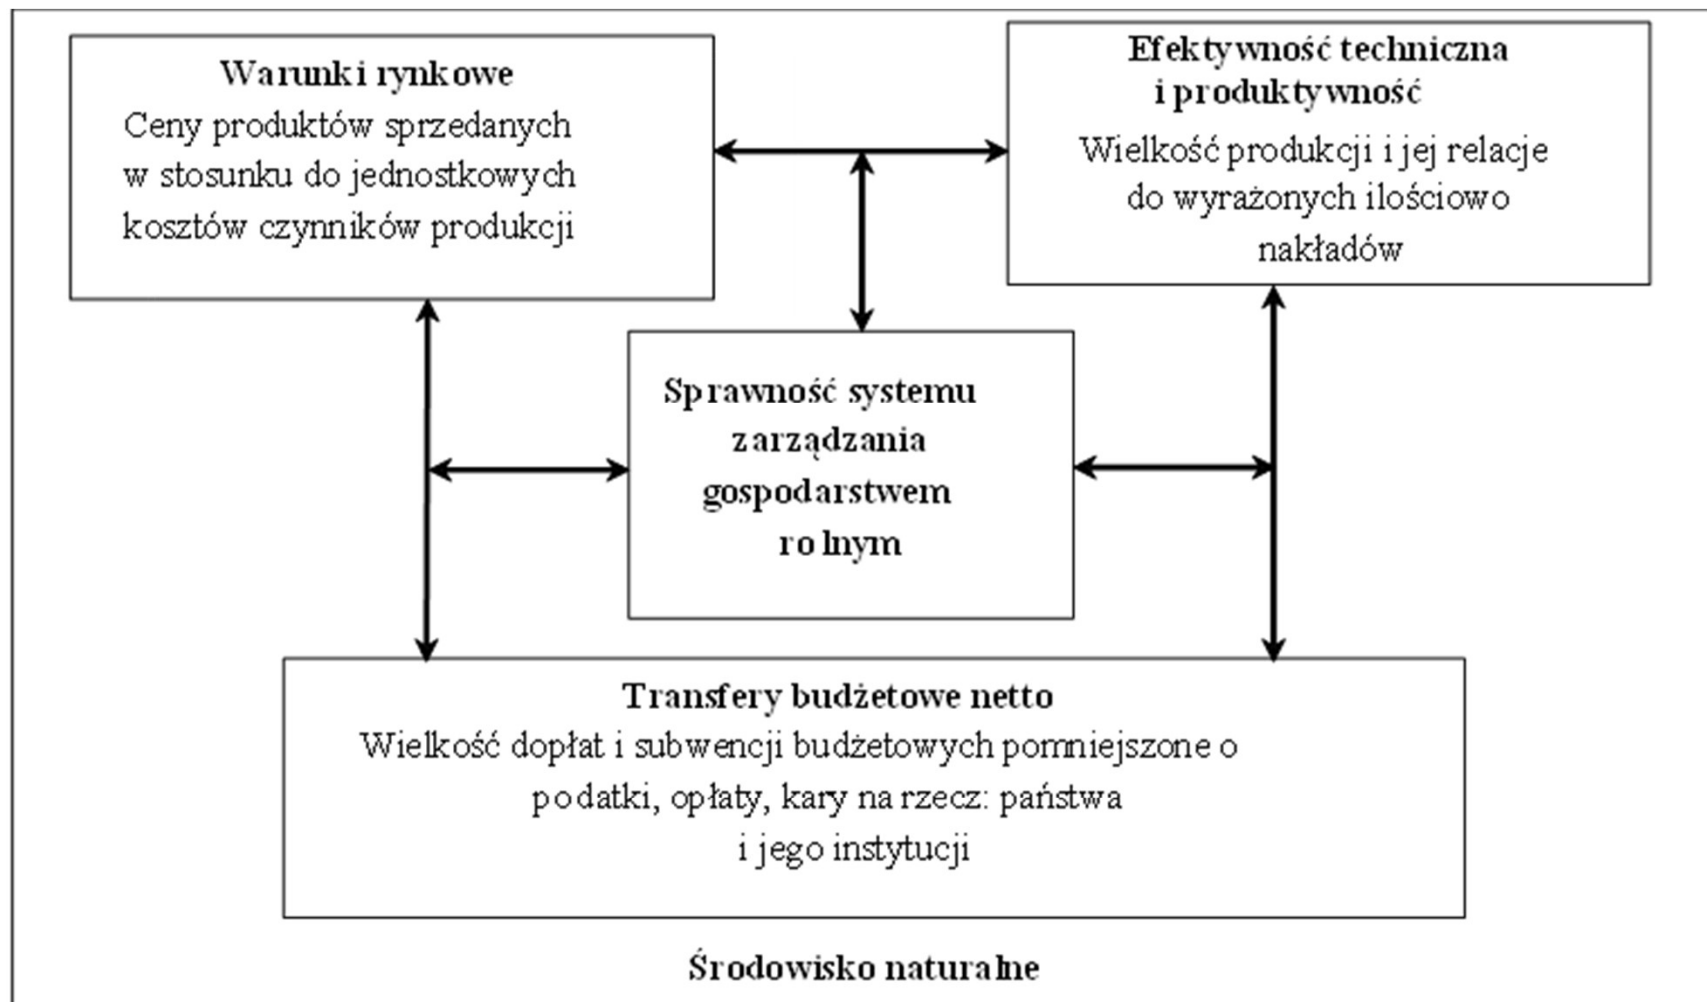 Warunki rynkowe
Ceny produktów sprzedanych
w stosunku do jednostkowych
kosztów czynników produkcji
Efektywność techniczna
i produktywność
Wielkość produkcji i jej relacje
do wyrażonych ilościowo
nakładów
Sprawność systemu
zarządzania
gospodarstwem
rolnym
Transfery budżetowe netto
Wielkość dopłat i subwencji budżetowych pomniejszone o
podatki, opłaty, kary na rzecz: państwa
i jego instytucji
Środowisko naturalne